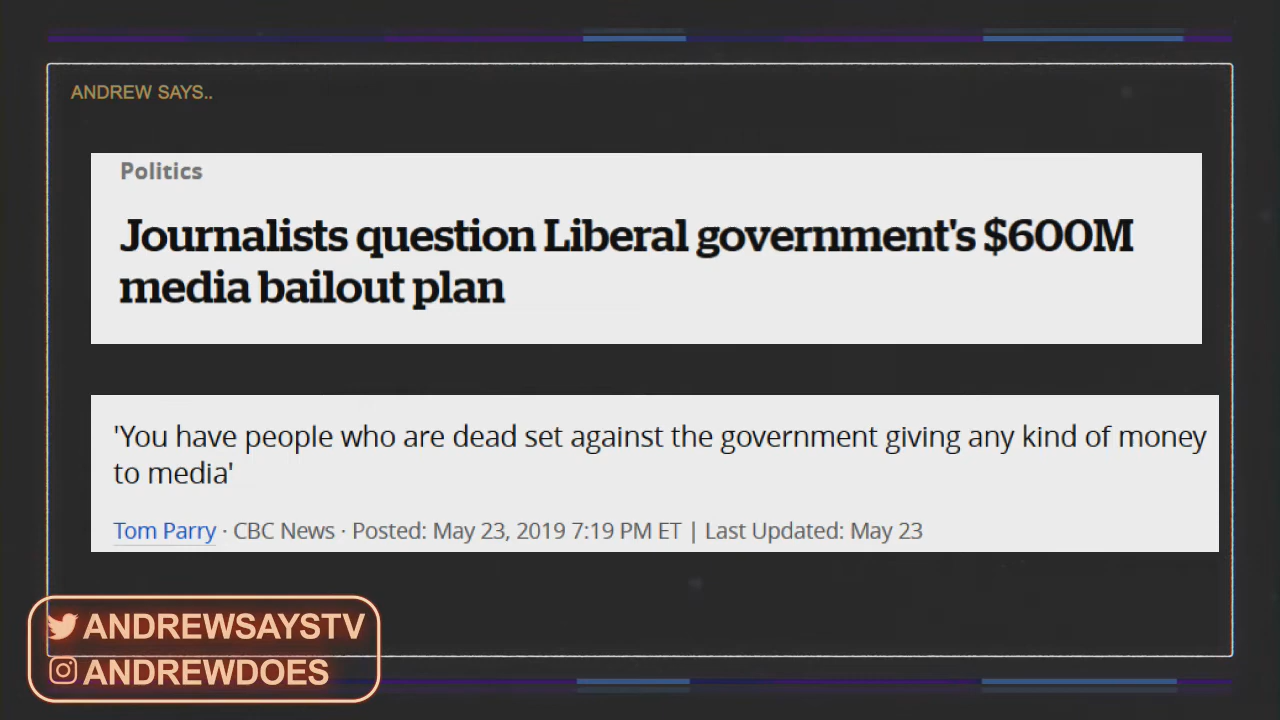 ANDREW SAYS..
Politics
Journalists question Liberal government's $600M
media bailout plan
'You have people who are dead set against the government giving any kind of money
to media'
Tom Parry · CBC News · Posted: May 23, 2019 7:19 PM ET | Last Updated: May 23
ANDREWSAYSTV
ANDREWDOES